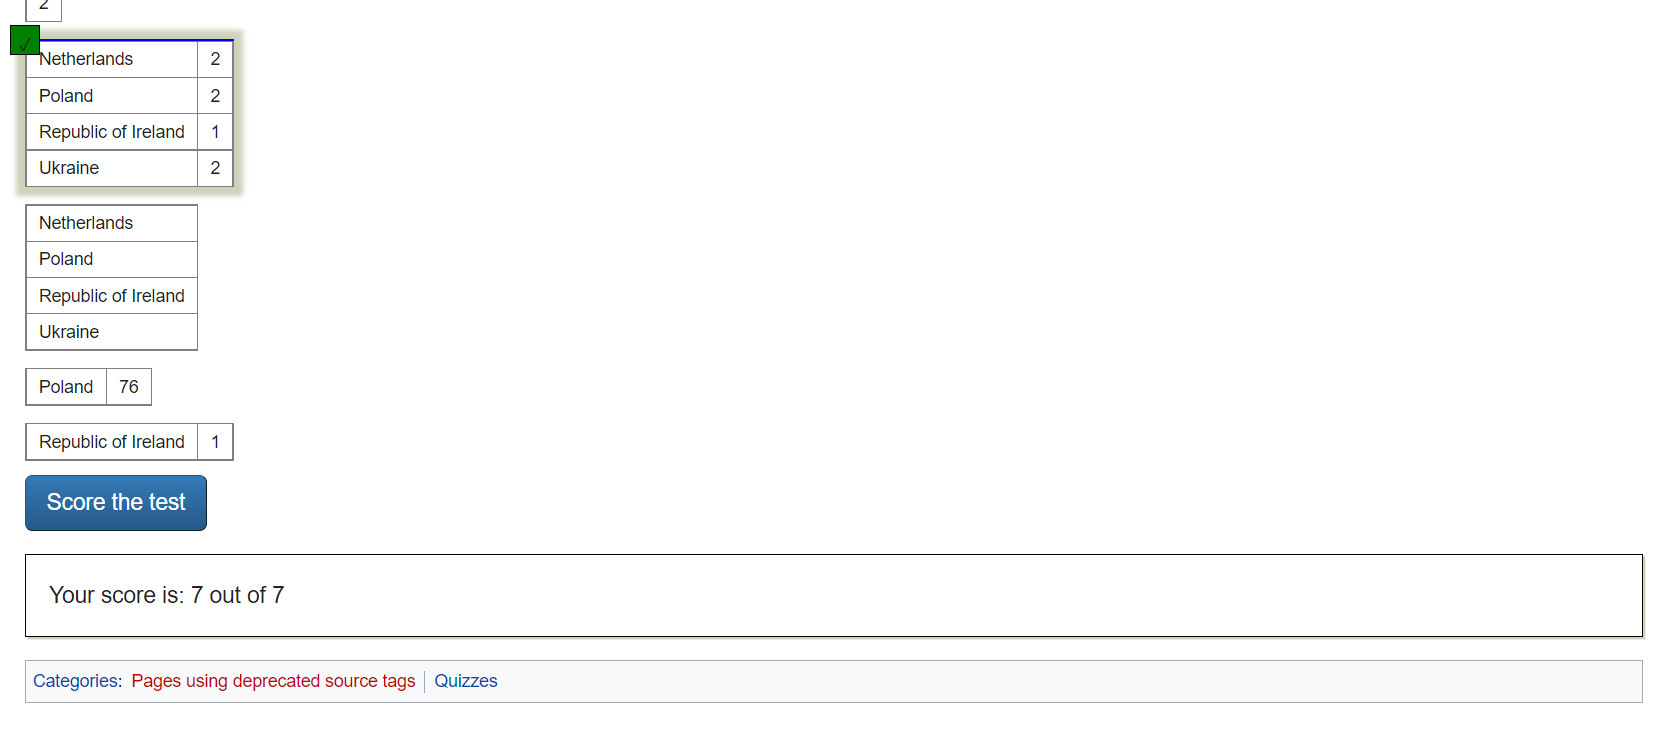 2
✓
Netherlands 2
Poland 2
Republic of Ireland 1
Ukraine 2
Netherlands
Poland
Republic of Ireland
Ukraine
Poland 76
Republic of Ireland 1
Score the test
Your score is: 7 out of 7
Categories: Pages using deprecated source tags | Quizzes